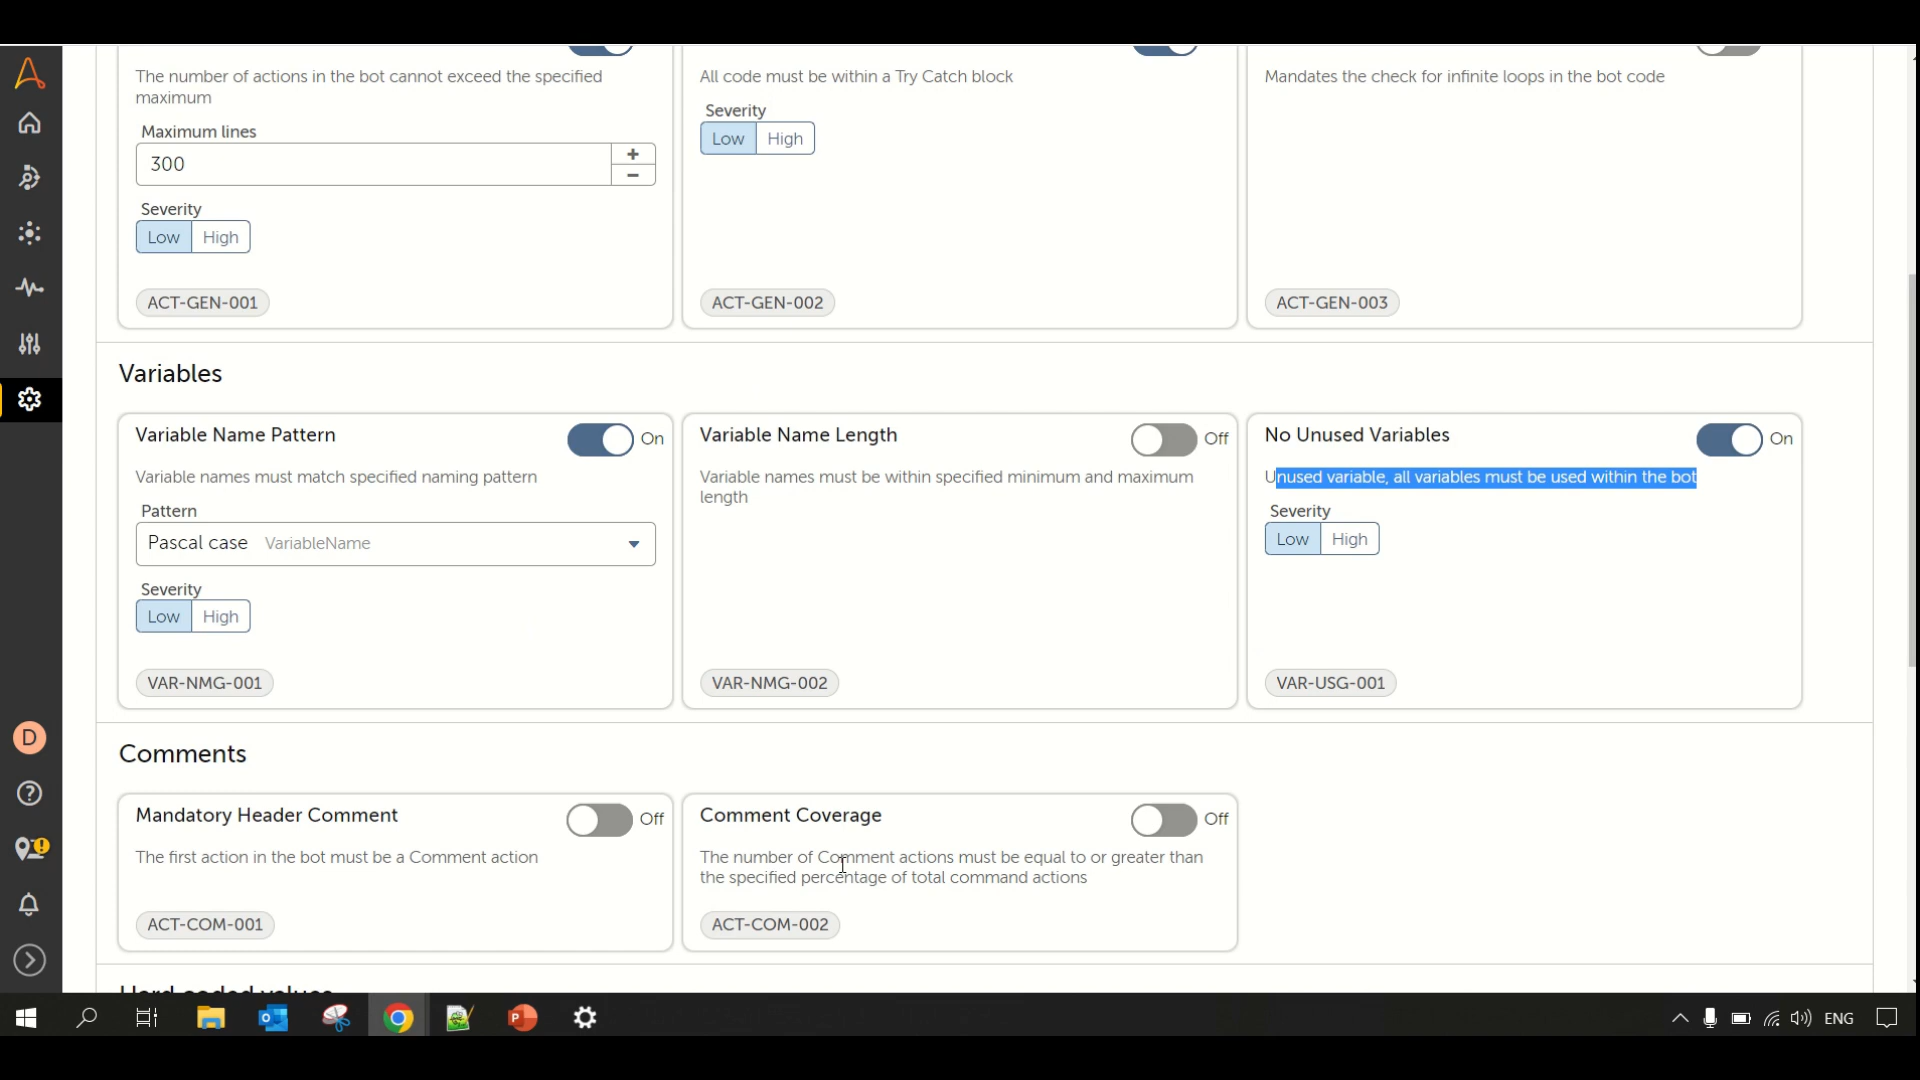 The number of actions in the bot cannot exceed the specified
maximum
Maximum lines
300
Severity
Low High
ACT-GEN-001
All code must be within a Try Catch block
Severity
Low High
ACT-GEN-002
Mandates the check for infinite loops in the bot code
ACT-GEN-003
Variables
Variable Name Pattern
On
Variable names must match specified naming pattern
Pattern
Pascal case VariableName
Severity
Low High
VAR-NMG-001
Variable Name Length
Off
Variable names must be within specified minimum and maximum
length
VAR-NMG-002
No Unused Variables
On
Unused variable, all variables must be used within the bot
Severity
Low High
VAR-USG-001
Comments
Mandatory Header Comment
Off
The first action in the bot must be a Comment action
ACT-COM-001
Comment Coverage
Off
The number of Comment actions must be equal to or greater than
the specified percentage of total command actions
ACT-COM-002
Hard coded values
D
ENG